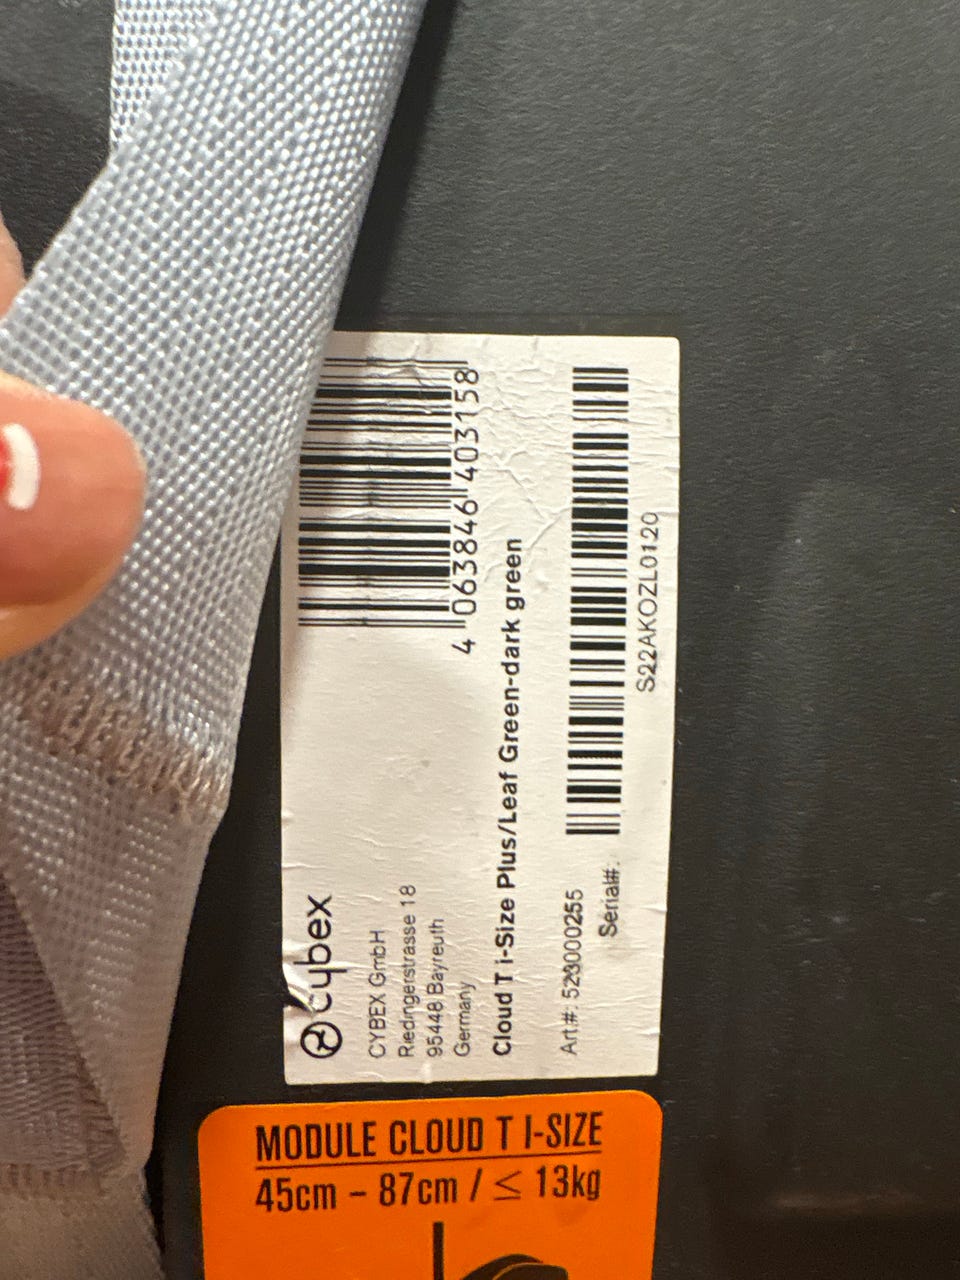 cybex
CYBEX GmbH
Riedingerstrasse 18
95448 Bayreuth
Germany
4 063846 403158
Cloud T i-Size Plus/Leaf Green-dark green
Art.#: 523000255
Serial#:
S22AKOZL0120
MODULE CLOUD T I-SIZE
45cm - 87cm / ≤ 13kg